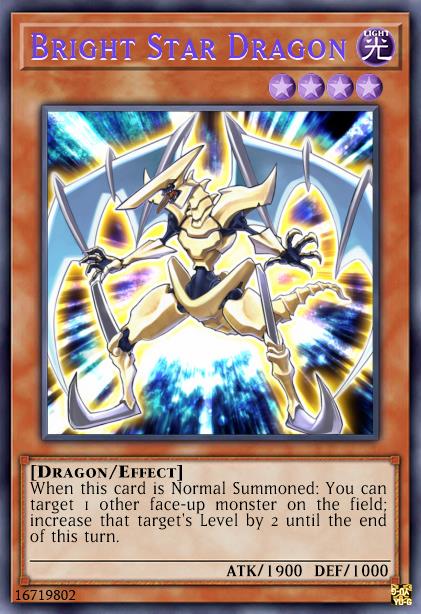 BRIGHT STAR DRAGON
LIGHT
光
[DRAGON/EFFECT]
When this card is Normal Summoned: You can
target 1 other face-up monster on the field;
increase that target's Level by 2 until the end
of this turn.
ATK/1900 DEF/1000
16719802